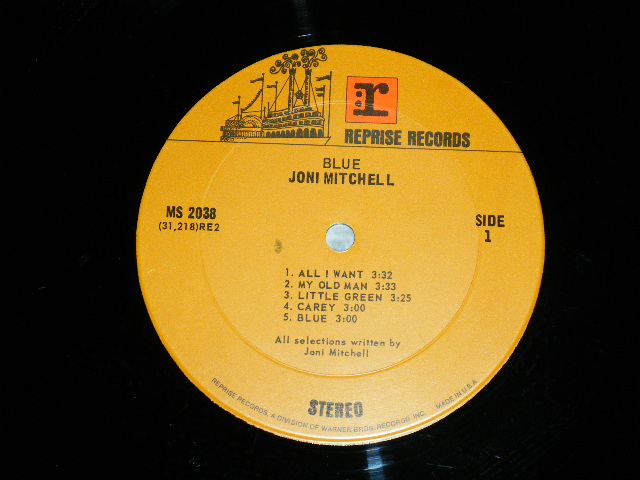 r
REPRISE RECORDS
BLUE
JONI MITCHELL
MS 2038
(31,218)RE2
SIDE
1
1. ALL I WANT 3:32
2. MY OLD MAN 3:33
3. LITTLE GREEN 3:25
4. CAREY 3:00
5. BLUE 3:00
All selections written by
Joni Mitchell
STEREO
REPRISE RECORDS, A DIVISION OF WARNER BROS. RECORDS, INC. MADE IN U.S.A.